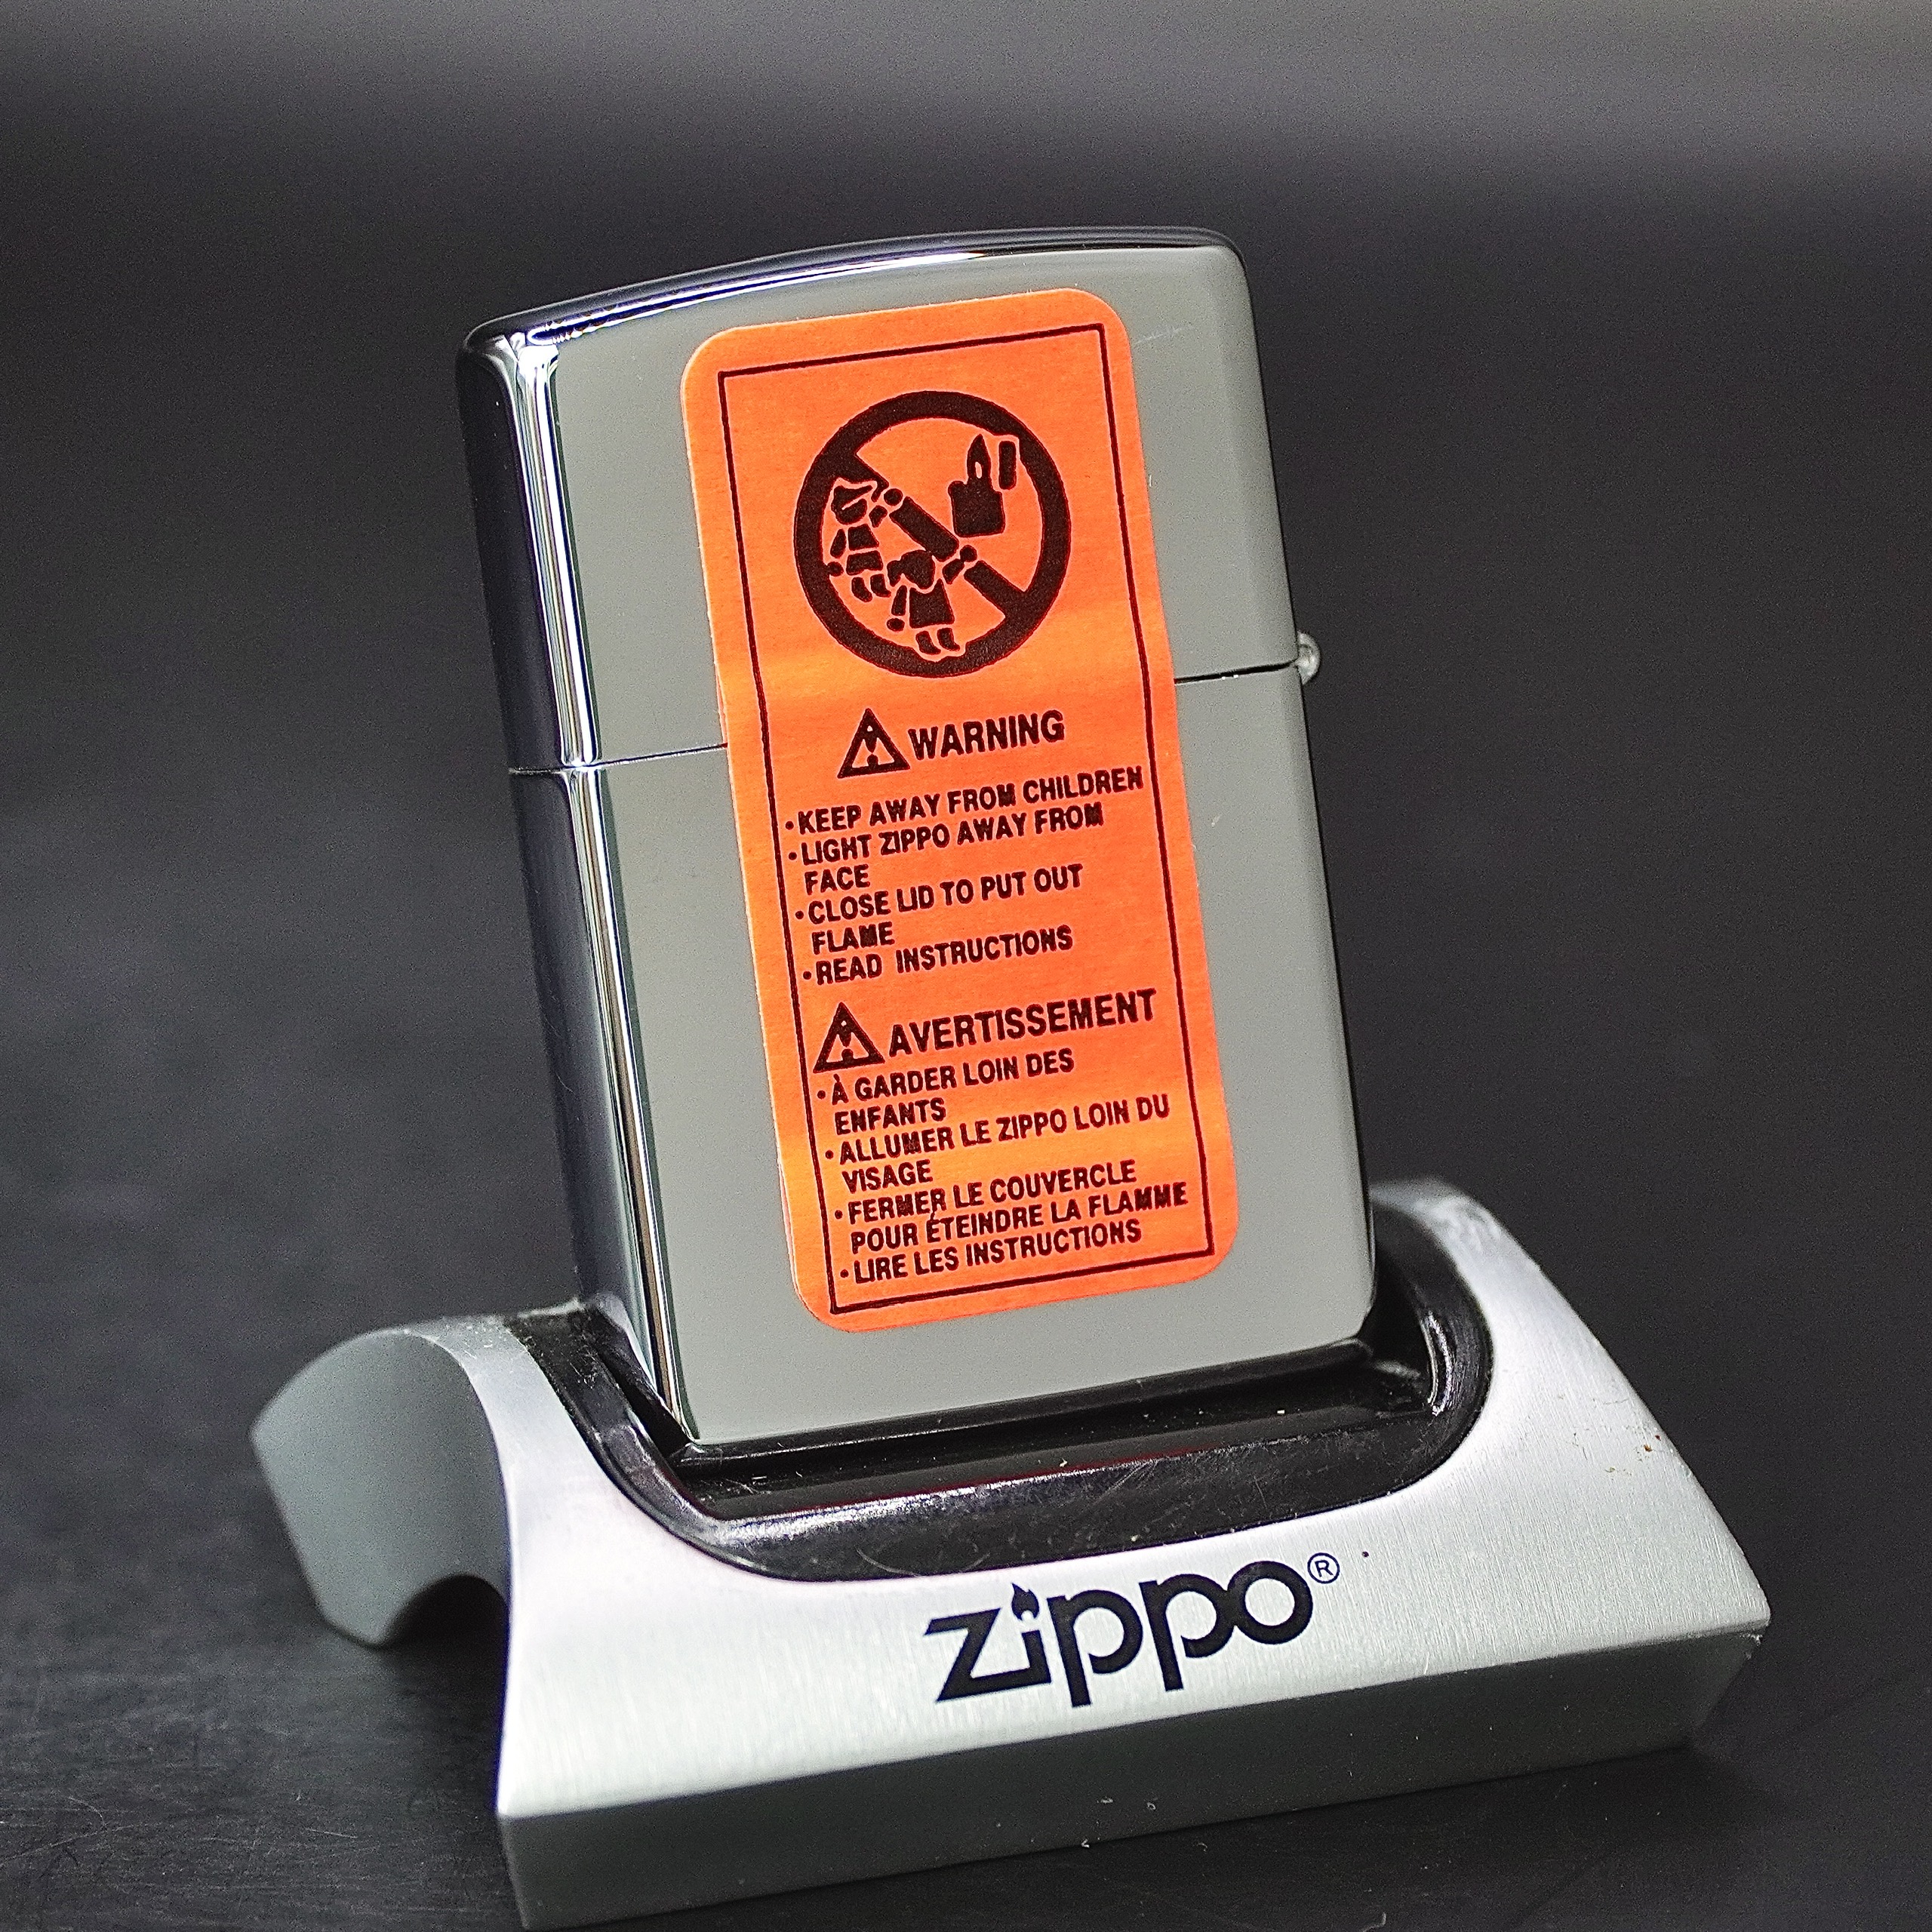 WARNING
•KEEP AWAY FROM CHILDREN
•LIGHT ZIPPO AWAY FROM
FACE
•CLOSE LID TO PUT OUT
FLAME
•READ INSTRUCTIONS
AVERTISSEMENT
•À GARDER LOIN DES
ENFANTS
•ALLUMER LE ZIPPO LOIN DU
VISAGE
•FERMER LE COUVERCLE
POUR ÉTEINDRE LA FLAMME
•LIRE LES INSTRUCTIONS
zippo®